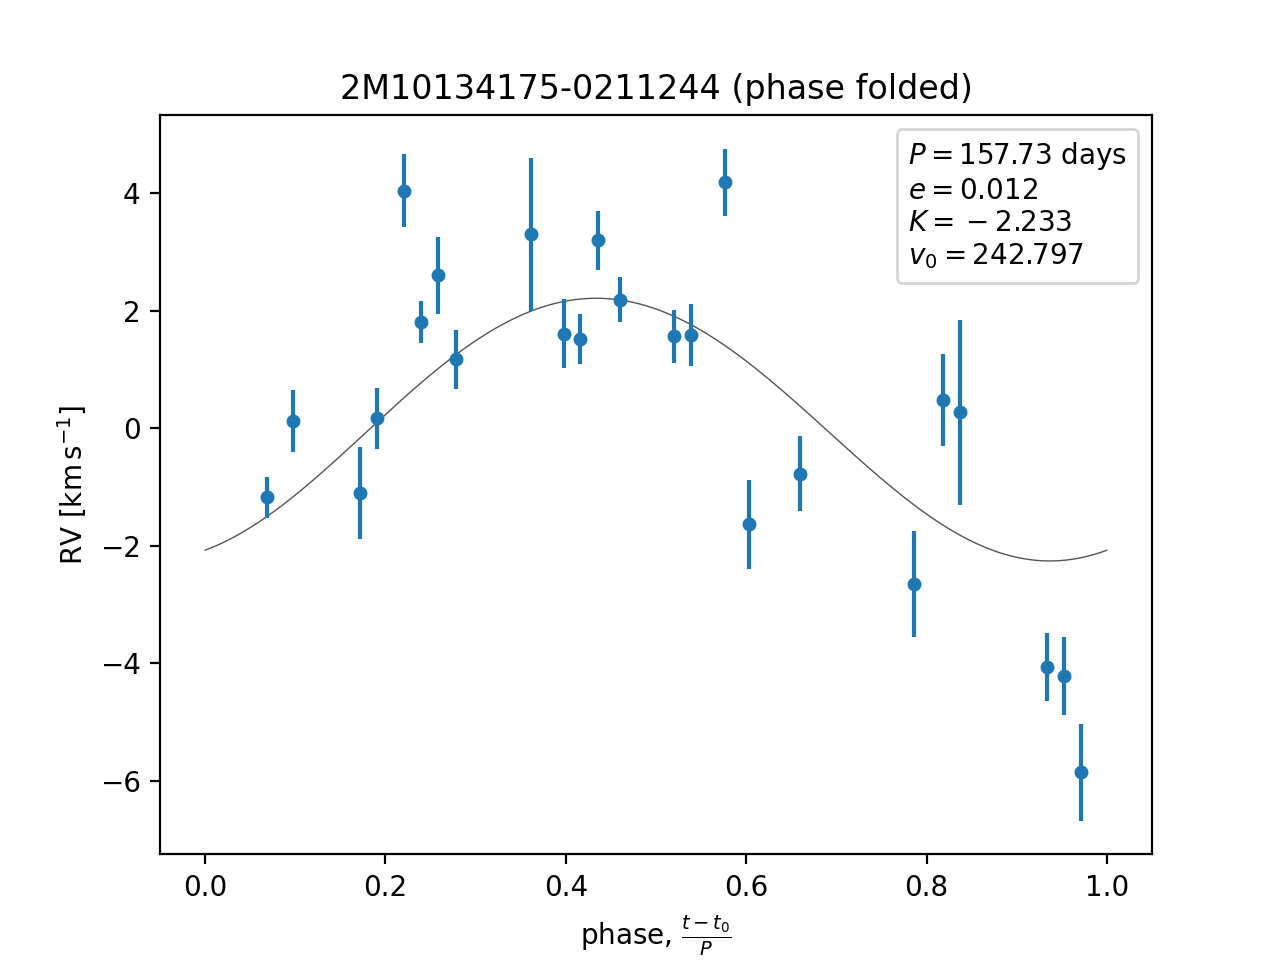 2M10134175-0211244 (phase folded)
P = 157.73 days
e = 0.012
K = −2.233
v₀ = 242.797
4
2
0
−2
−4
−6
RV [km s⁻¹]
0.0 0.2 0.4 0.6 0.8 1.0
phase, (t − t₀)/P